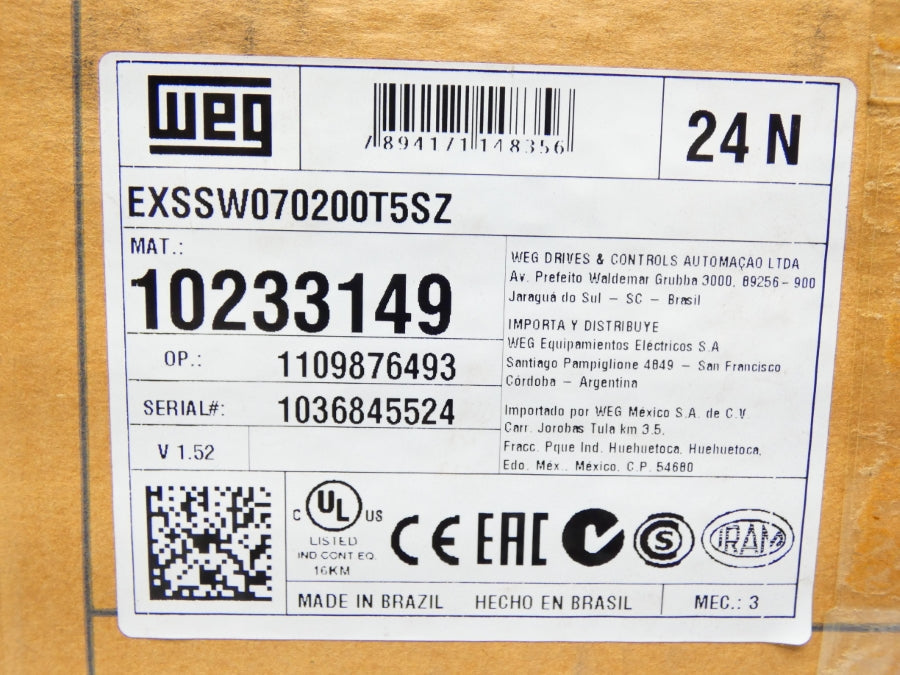 weg
7894171148356
24 N
EXSSW070200T5SZ
MAT.:
10233149
OP.: 1109876493
SERIAL#: 1036845524
V 1.52
WEG DRIVES & CONTROLS AUTOMAÇÃO LTDA
Av. Prefeito Waldemar Grubba 3000, 89256-900
Jaraguá do Sul - SC - Brasil
IMPORTA Y DISTRIBUYE
WEG Equipamientos Eléctricos S.A
Santiago Pampiglione 4849 - San Francisco
Córdoba - Argentina
Importado por WEG México S.A. de C.V.
Carr. Jorobas Tula km 3.5,
Fracc. Pque Ind. Huehuetoca, Huehuetoca,
Edo. Méx., México, C.P. 54680
C UL US
LISTED
IND CONT EQ.
16KM
CE EAC S IRAM
MADE IN BRAZIL HECHO EN BRASIL MEC.: 3